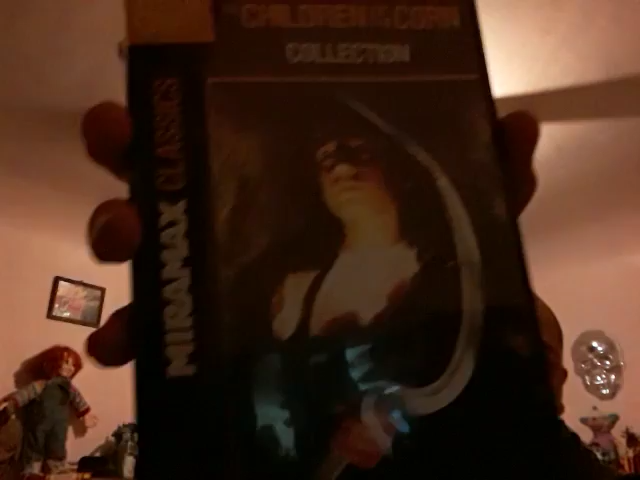 CHILDREN OF THE CORN
COLLECTION
MIRAMAX CLASSICS